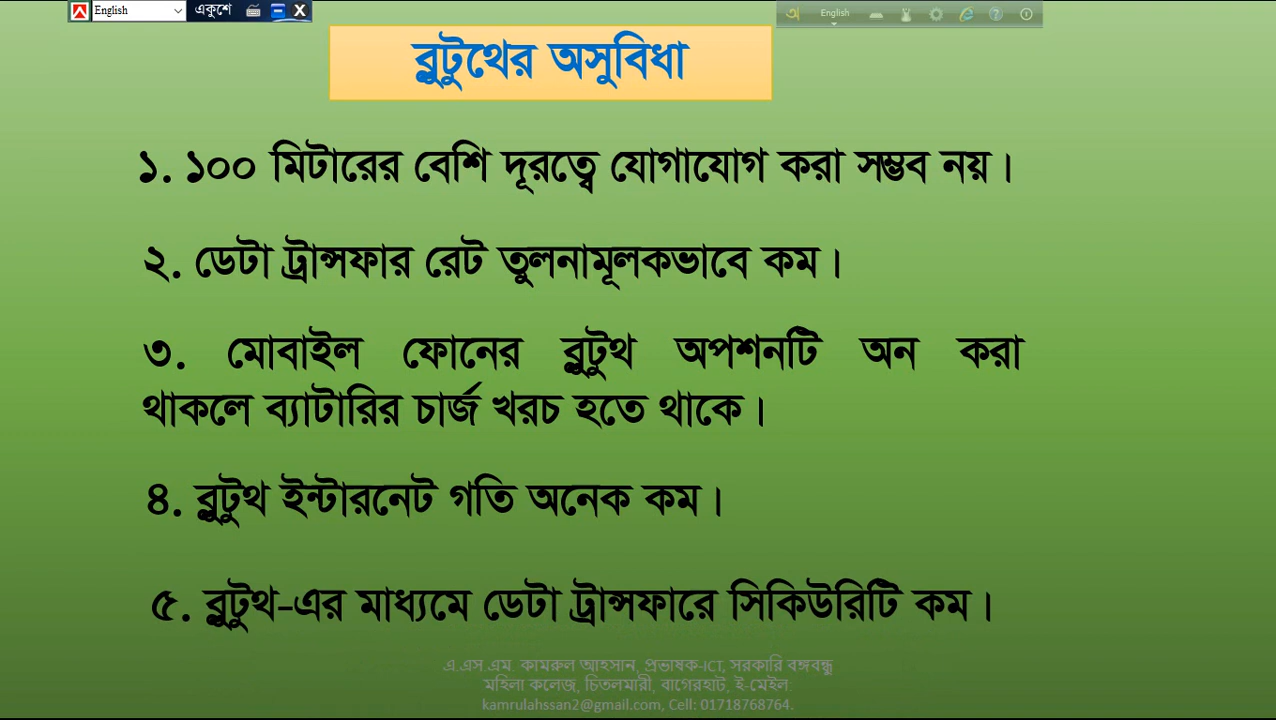 English
একুশে
English
ব্লুটুথের অসুবিধা
১. ১০০ মিটারের বেশি দূরত্বে যোগাযোগ করা সম্ভব নয়।
২. ডেটা ট্রান্সফার রেট তুলনামূলকভাবে কম।
৩. মোবাইল ফোনের ব্লুটুথ অপশনটি অন করা
থাকলে ব্যাটারির চার্জ খরচ হতে থাকে।
৪. ব্লুটুথ ইন্টারনেট গতি অনেক কম।
৫. ব্লুটুথ-এর মাধ্যমে ডেটা ট্রান্সফারে সিকিউরিটি কম।
এ.এস.এম. কামরুল আহসান, প্রভাষক-ICT, সরকারি বঙ্গবন্ধু
মহিলা কলেজ, চিতলমারী, বাগেরহাট, ই-মেইল:
kamrulahssan2@gmail.com, Cell: 01718768764.